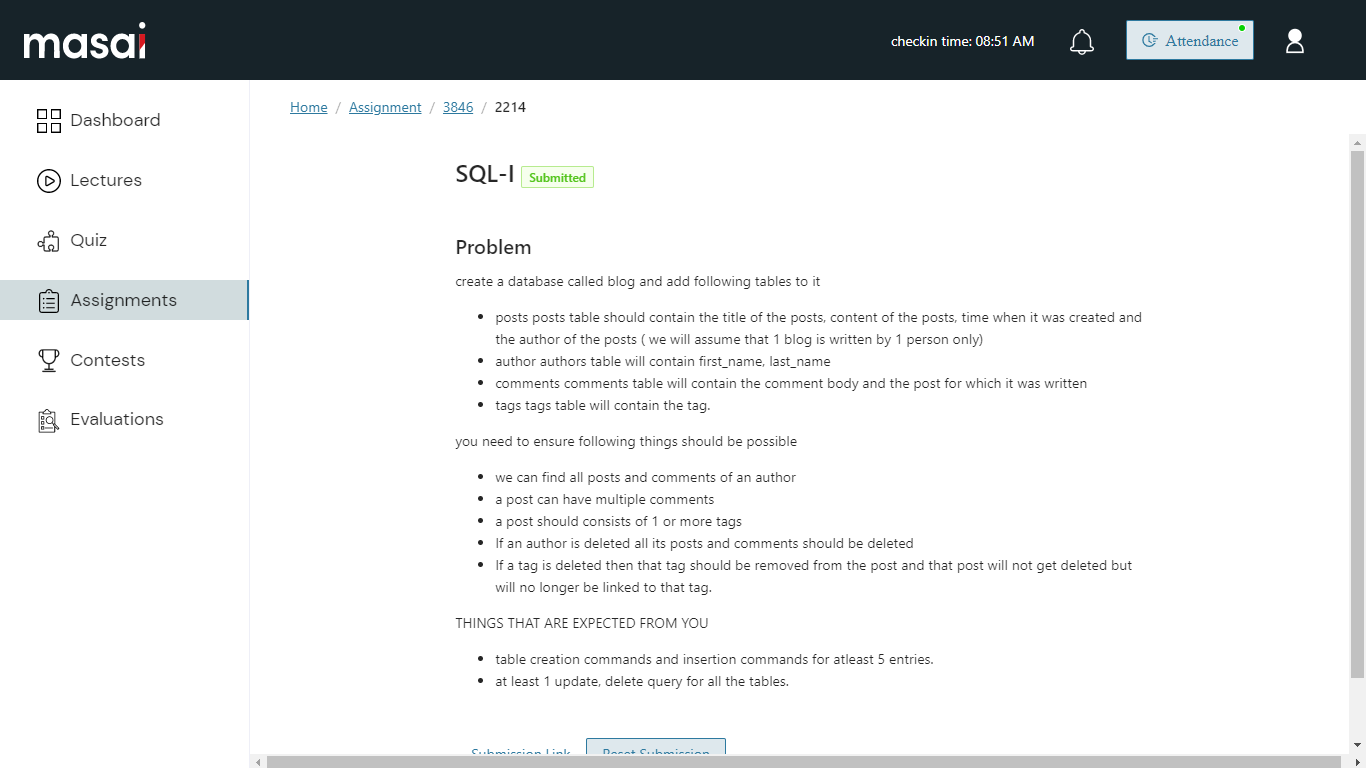 masai
checkin time: 08:51 AM
Attendance
Dashboard
Lectures
Quiz
Assignments
Contests
Evaluations
Home / Assignment / 3846 / 2214
SQL-I Submitted
Problem
create a database called blog and add following tables to it
posts posts table should contain the title of the posts, content of the posts, time when it was created and
the author of the posts ( we will assume that 1 blog is written by 1 person only)
author authors table will contain first_name, last_name
comments comments table will contain the comment body and the post for which it was written
tags tags table will contain the tag.
you need to ensure following things should be possible
we can find all posts and comments of an author
a post can have multiple comments
a post should consists of 1 or more tags
If an author is deleted all its posts and comments should be deleted
If a tag is deleted then that tag should be removed from the post and that post will not get deleted but
will no longer be linked to that tag.
THINGS THAT ARE EXPECTED FROM YOU
table creation commands and insertion commands for atleast 5 entries.
at least 1 update, delete query for all the tables.
Submission Link Reset Submission